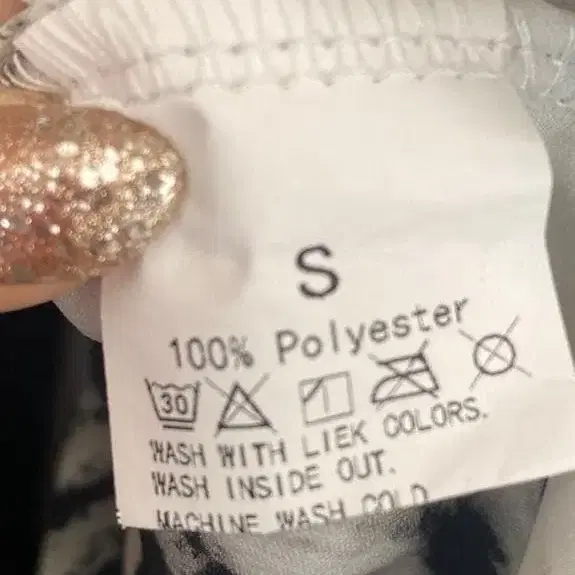 S
100% Polyester
30
WASH WITH LIEK COLORS.
WASH INSIDE OUT.
MACHINE WASH COLD